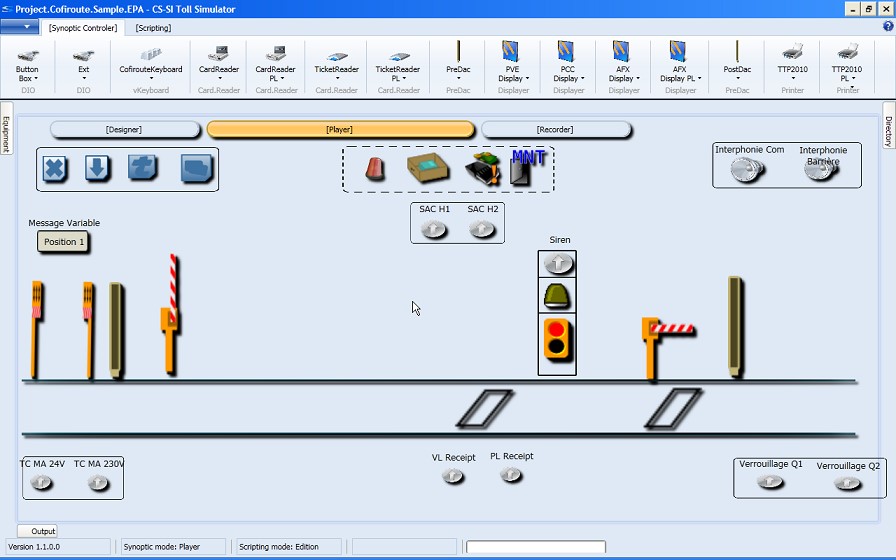 Project.Cofiroute.Sample.EPA - CS-SI Toll Simulator
[Synoptic Controler]
[Scripting]
Button Box
Ext
CofirouteKeyboard
CardReader
CardReader PL
TicketReader
TicketReader PL
PreDac
PVE Display
PCC Display
AFX Display
AFX Display PL
PostDac
TTP2010
TTP2010 PL
DIO
DIO
vKeyboard
Card.Reader
Card.Reader
Card.Reader
Card.Reader
PreDac
Displayer
Displayer
Displayer
Displayer
PreDac
Printer
Printer
Equipment
Directory
[Designer]
[Player]
[Recorder]
MNT
Interphonie Com
Interphonie Barrière
SAC H1
SAC H2
Message Variable
Position 1
Siren
TC MA 24V
TC MA 230V
VL Receipt
PL Receipt
Verrouillage Q1
Verrouillage Q2
Output
Version 1.1.0.0
Synoptic mode: Player
Scripting mode: Edition